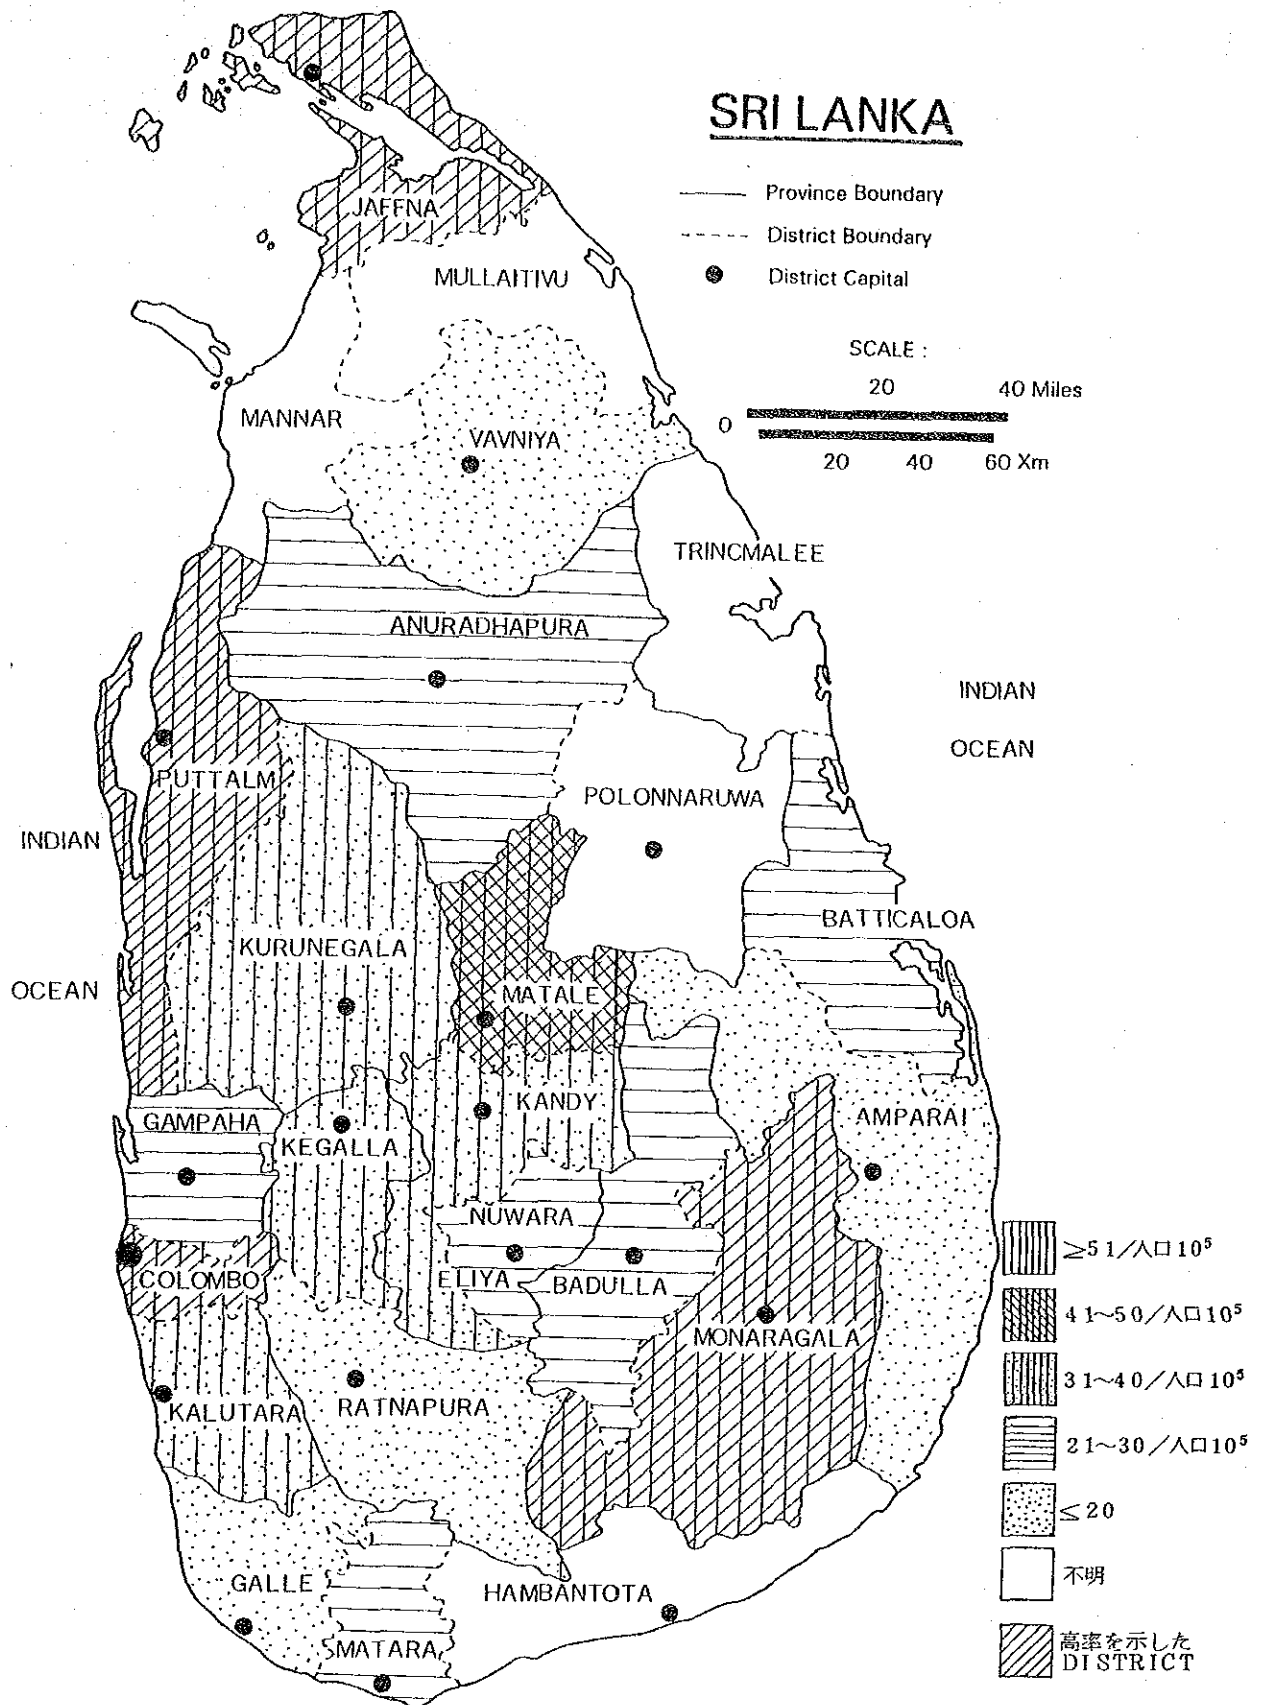 SRI LANKA
Province Boundary
District Boundary
District Capital
SCALE :
20 40 Miles
0
20 40 60 Xm
JAFFNA
MULLAITIVU
MANNAR
VAVNIYA
TRINCMALEE
ANURADHAPURA
INDIAN
OCEAN
PUTTALM
POLONNARUWA
INDIAN
OCEAN
BATTICALOA
KURUNEGALA
MATALE
KANDY
GAMPAHA
KEGALLA
AMPARAI
NUWARA
ELIYA
BADULLA
COLOMBO
MONARAGALA
KALUTARA
RATNAPURA
GALLE
HAMBANTOTA
MATARA
≥51/人口10⁵
41~50/人口10⁵
31~40/人口10⁵
21~30/人口10⁵
≤20
不明
高率を示した
DISTRICT